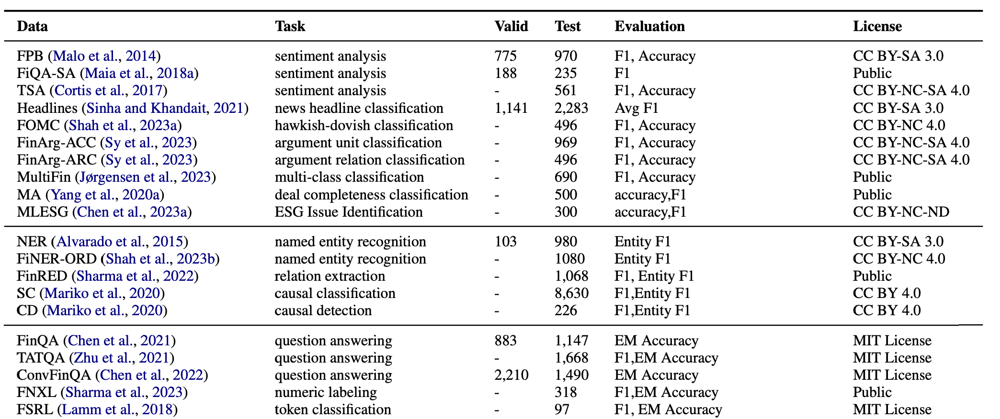 Data Task Valid Test Evaluation License
FPB (Malo et al., 2014) sentiment analysis 775 970 F1, Accuracy CC BY-SA 3.0
FiQA-SA (Maia et al., 2018a) sentiment analysis 188 235 F1 Public
TSA (Cortis et al., 2017) sentiment analysis - 561 F1, Accuracy CC BY-NC-SA 4.0
Headlines (Sinha and Khandait, 2021) news headline classification 1,141 2,283 Avg F1 CC BY-SA 3.0
FOMC (Shah et al., 2023a) hawkish-dovish classification - 496 F1, Accuracy CC BY-NC 4.0
FinArg-ACC (Sy et al., 2023) argument unit classification - 969 F1, Accuracy CC BY-NC-SA 4.0
FinArg-ARC (Sy et al., 2023) argument relation classification - 496 F1, Accuracy CC BY-NC-SA 4.0
MultiFin (Jørgensen et al., 2023) multi-class classification - 690 F1, Accuracy Public
MA (Yang et al., 2020a) deal completeness classification - 500 accuracy,F1 Public
MLESG (Chen et al., 2023a) ESG Issue Identification - 300 accuracy,F1 CC BY-NC-ND
NER (Alvarado et al., 2015) named entity recognition 103 980 Entity F1 CC BY-SA 3.0
FiNER-ORD (Shah et al., 2023b) named entity recognition - 1080 Entity F1 CC BY-NC 4.0
FinRED (Sharma et al., 2022) relation extraction - 1,068 F1, Entity F1 Public
SC (Mariko et al., 2020) causal classification - 8,630 F1,Entity F1 CC BY 4.0
CD (Mariko et al., 2020) causal detection - 226 F1,Entity F1 CC BY 4.0
FinQA (Chen et al., 2021) question answering 883 1,147 EM Accuracy MIT License
TATQA (Zhu et al., 2021) question answering - 1,668 F1,EM Accuracy MIT License
ConvFinQA (Chen et al., 2022) question answering 2,210 1,490 EM Accuracy MIT License
FNXL (Sharma et al., 2023) numeric labeling - 318 F1,EM Accuracy Public
FSRL (Lamm et al., 2018) token classification - 97 F1, EM Accuracy MIT License